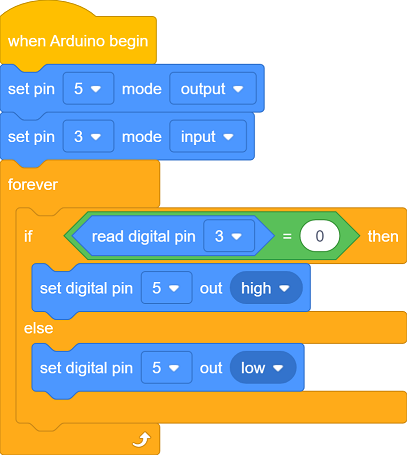 when Arduino begin
set pin 5 mode output
set pin 3 mode input
forever
if read digital pin 3 = 0 then
set digital pin 5 out high
else
set digital pin 5 out low